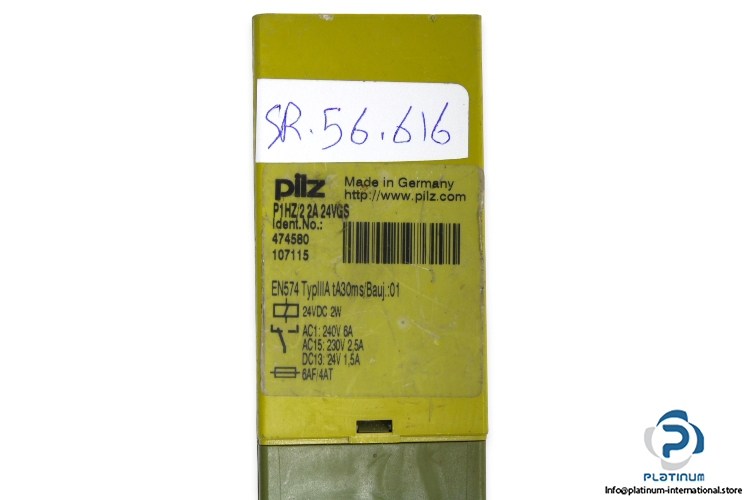 SR.56.616
pilz
Made in Germany
http://www.pilz.com
P1HZ/2 2A 24VGS
Ident.No.:
474580
107115
EN574 TypIIIA tA30ms/Bauj.:01
24VDC 2W
AC1: 240V 6A
AC15: 230V 2,5A
DC13: 24V 1,5A
6AF/4AT
PLATINUM
Info@platinum-international.store